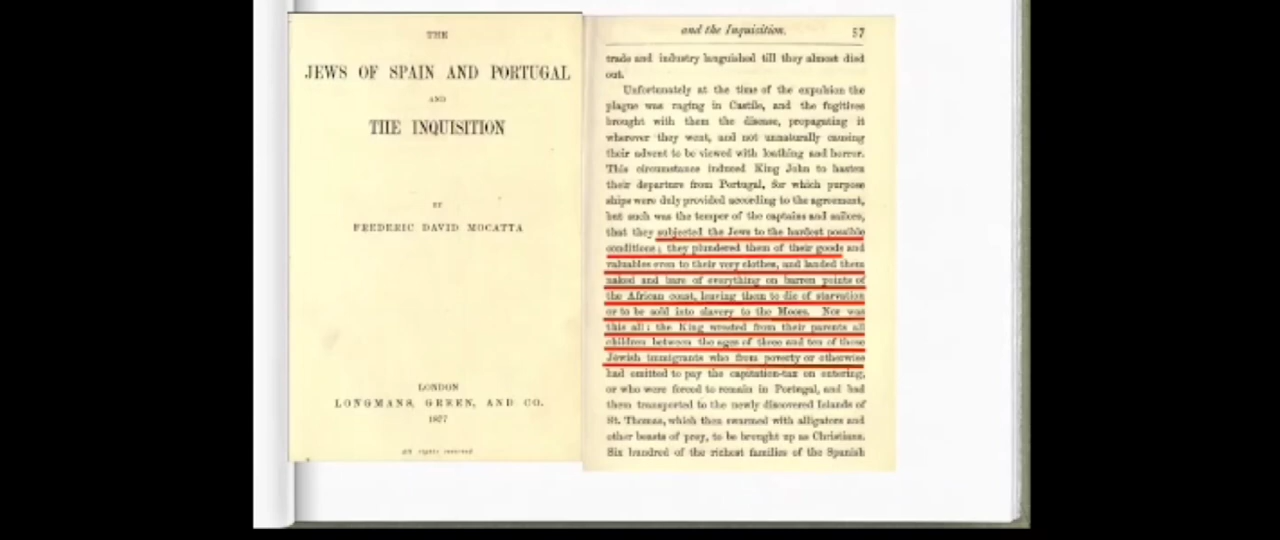 THE
JEWS OF SPAIN AND PORTUGAL
AND
THE INQUISITION
BY
FREDERIC DAVID MOCATTA
LONDON
LONGMANS, GREEN, AND CO.
1877
All rights reserved
and the Inquisition. 57
trade and industry languished till they almost died
out.
Unfortunately at the time of the expulsion the
plague was raging in Castile, and the fugitives
brought with them the disease, propagating it
wherever they went, and not unnaturally causing
their advent to be viewed with loathing and horror.
This circumstance induced King John to hasten
their departure from Portugal, for which purpose
ships were duly provided according to the agreement,
but such was the temper of the captains and sailors,
that they subjected the Jews to the hardest possible
conditions; they plundered them of their goods and
valuables even to their very clothes, and landed them
naked and bare of everything on barren points of
the African coast, leaving them to die of starvation
or to be sold into slavery to the Moors. Nor was
this all; the King wrested from their parents all
children between the ages of three and ten of those
Jewish immigrants who from poverty or otherwise
had omitted to pay the capitation-tax on entering,
or who were forced to remain in Portugal, and had
them transported to the newly discovered Islands of
St. Thomas, which then swarmed with alligators and
other beasts of prey, to be brought up as Christians.
Six hundred of the richest families of the Spanish